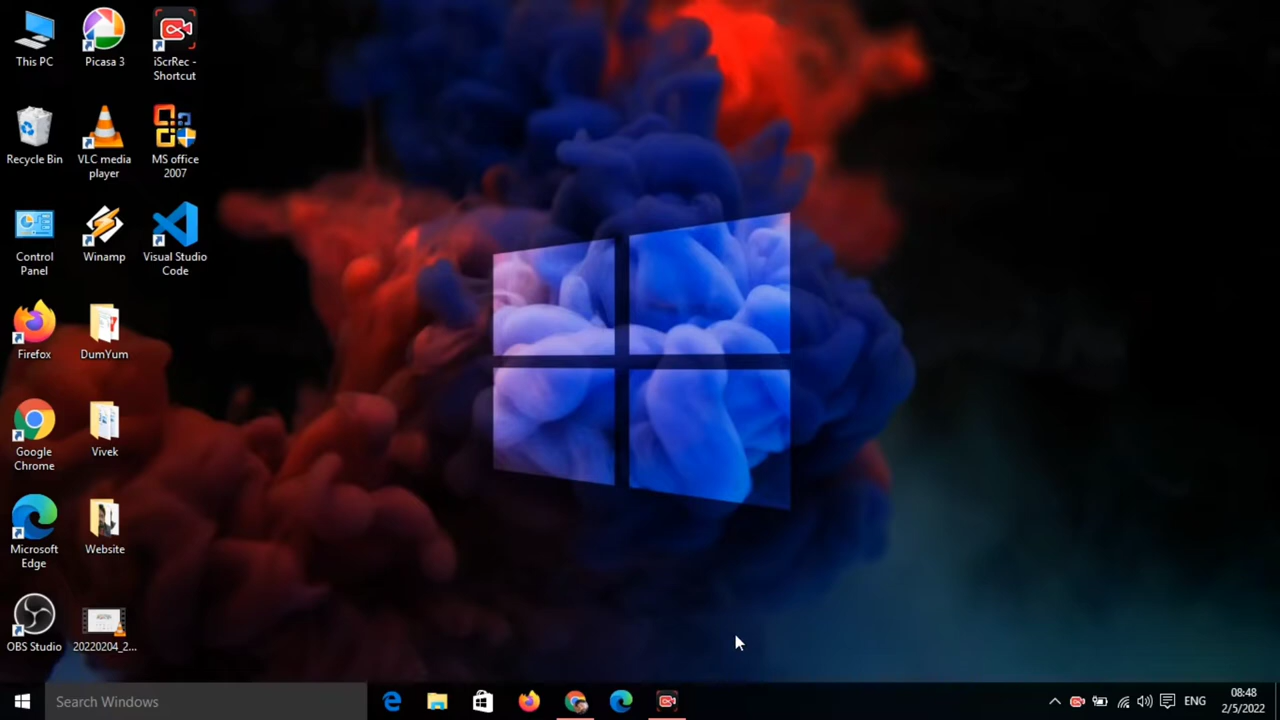 This PC
Picasa 3
iScrRec -
Shortcut
Recycle Bin
VLC media
player
MS office
2007
Control
Panel
Winamp
Visual Studio
Code
Firefox
DumYum
Google
Chrome
Vivek
Microsoft
Edge
Website
OBS Studio
20220204_2...
Search Windows
ENG
08:48
2/5/2022